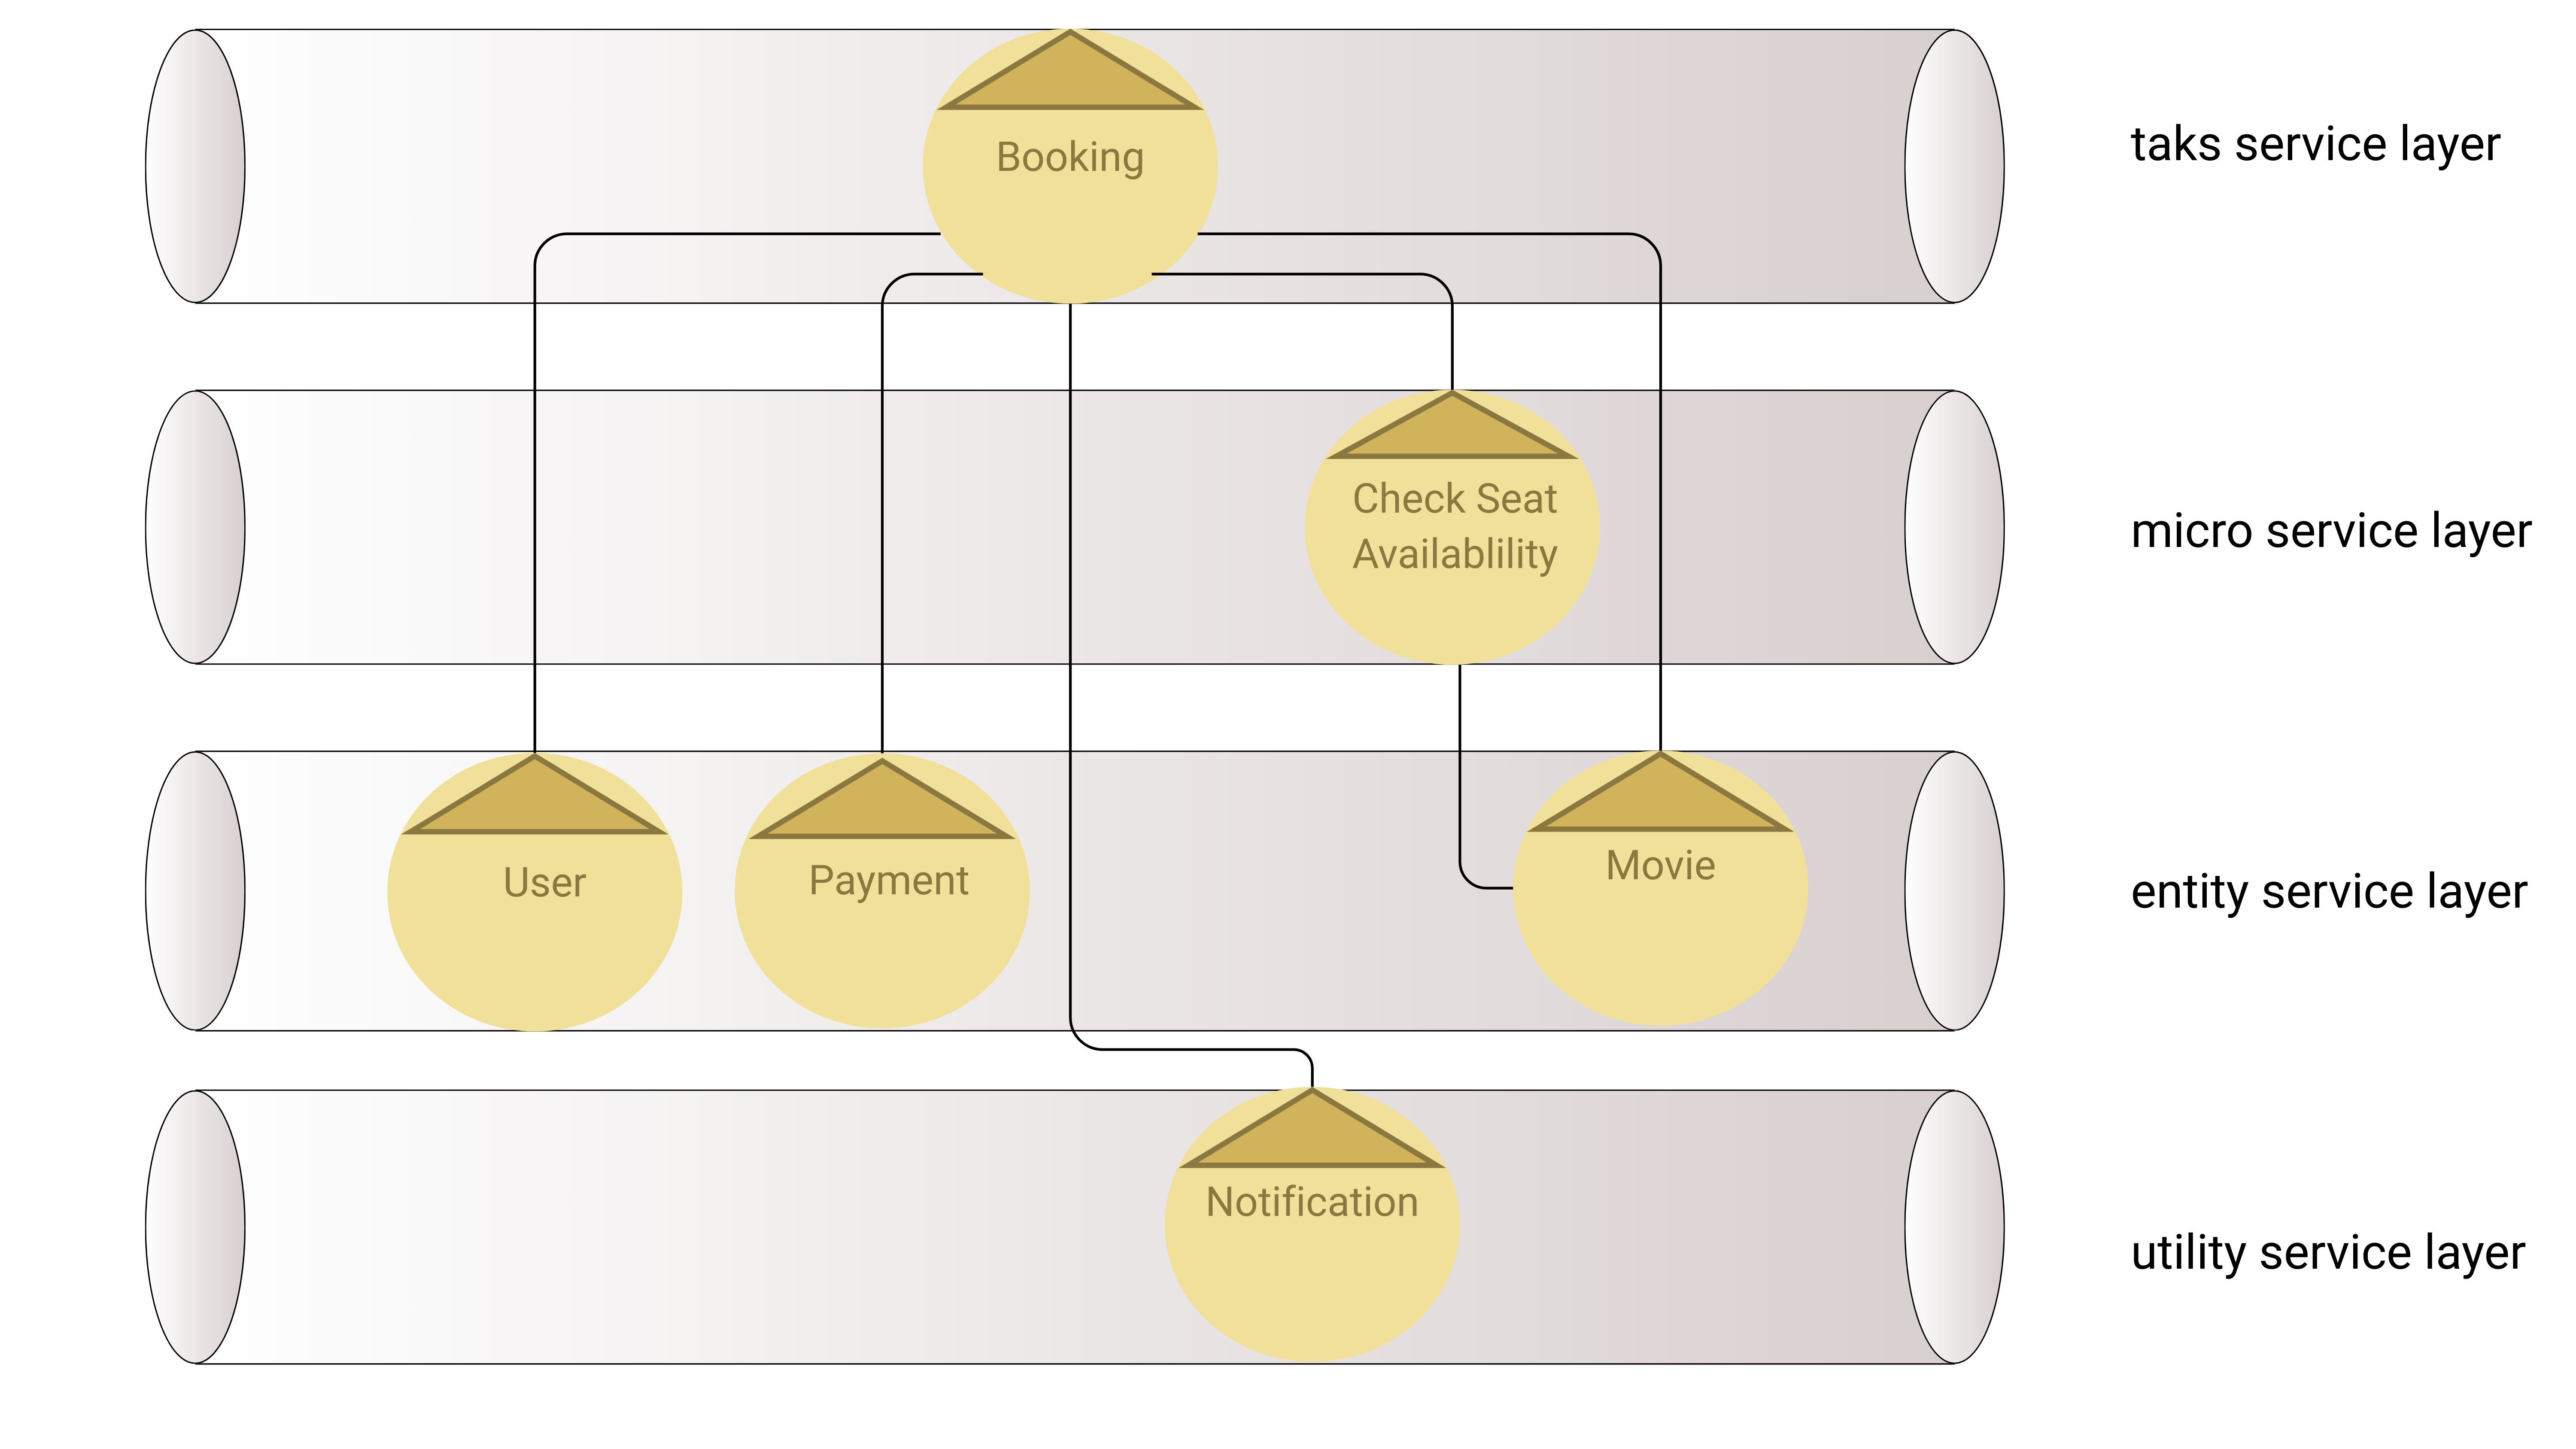 Booking
taks service layer
Check Seat
Availablility
micro service layer
User
Payment
Movie
entity service layer
Notification
utility service layer